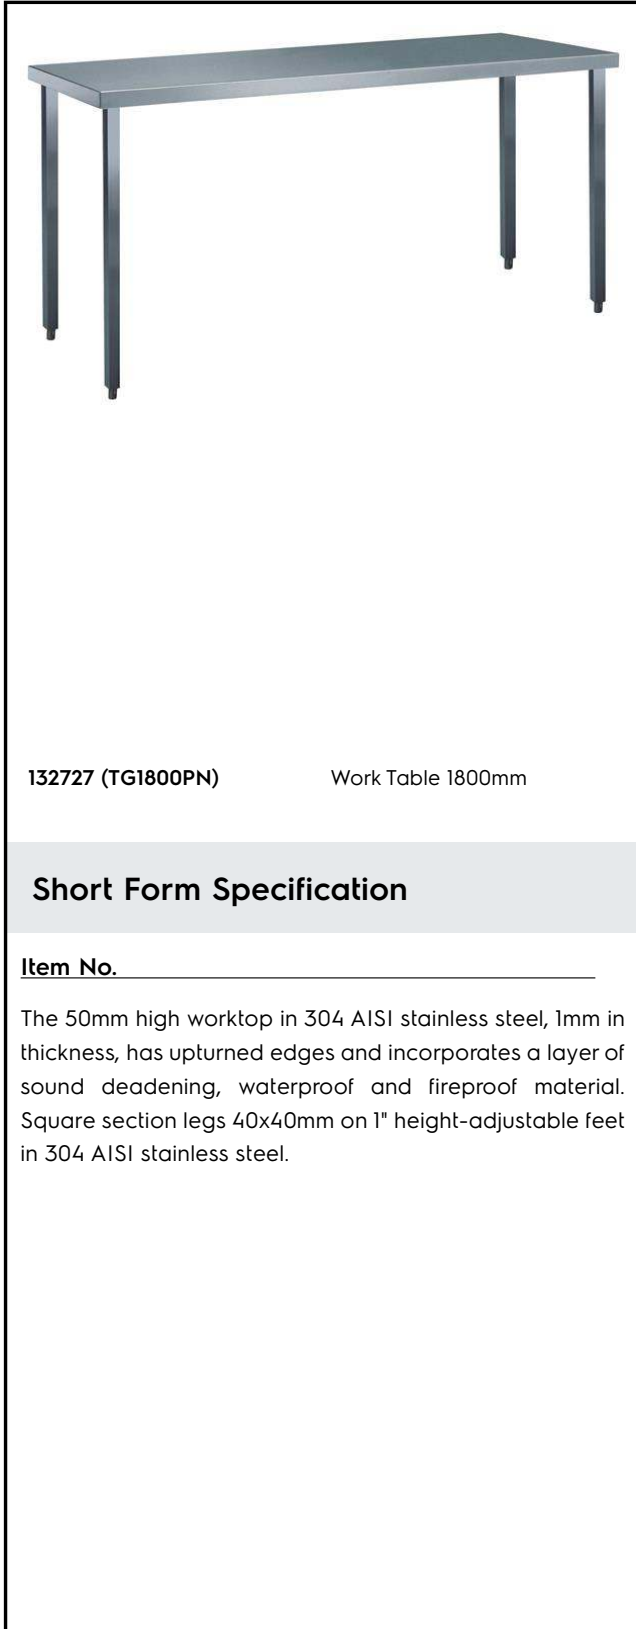 132727 (TG1800PN) Work Table 1800mm
Short Form Specification
Item No.
The 50mm high worktop in 304 AISI stainless steel, 1mm in
thickness, has upturned edges and incorporates a layer of
sound deadening, waterproof and fireproof material.
Square section legs 40x40mm on 1" height-adjustable feet
in 304 AISI stainless steel.